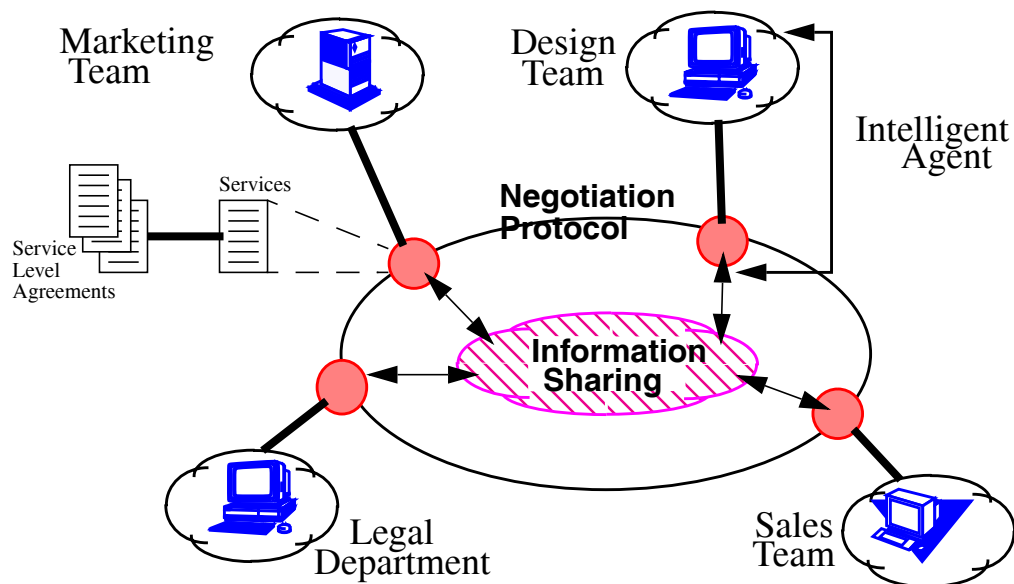 Marketing
Team
Design
Team
Intelligent
Agent
Services
Negotiation
Protocol
Service
Level
Agreements
Information
Sharing
Legal
Department
Sales
Team